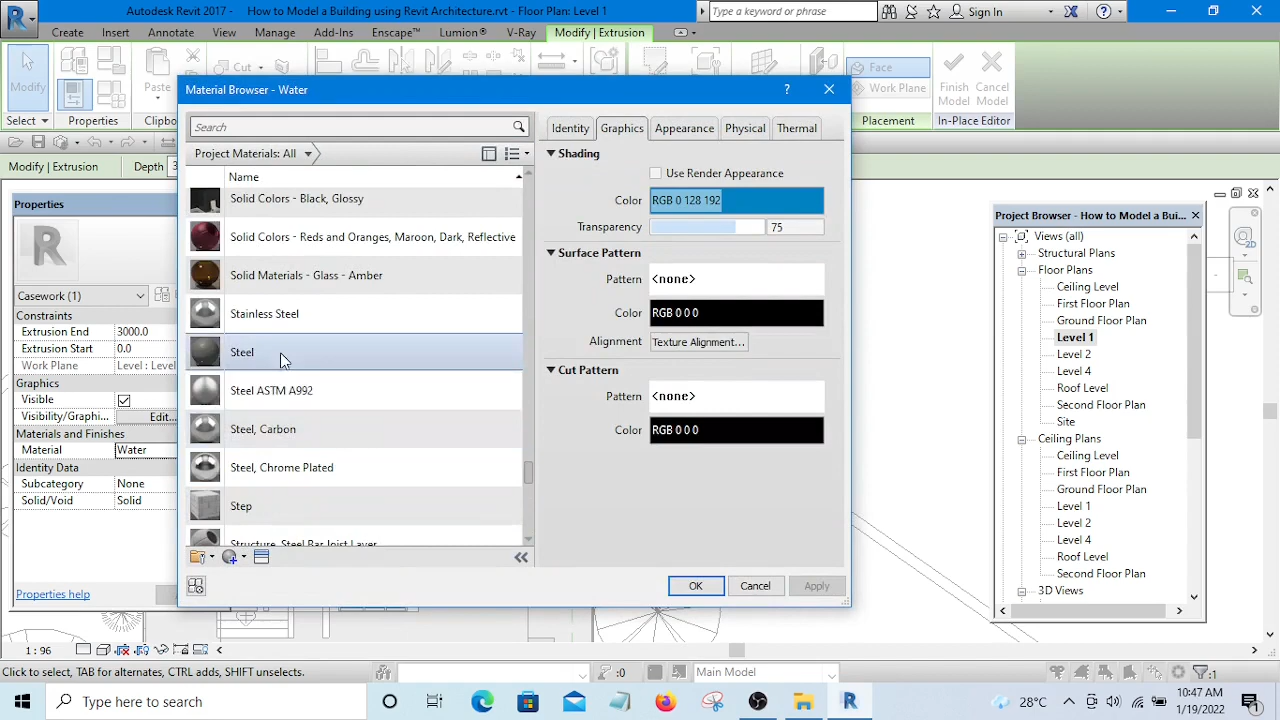 Autodesk Revit 2017 - How to Model a Building using Revit Architecture.rvt - Floor Plan: Level 1
Type a keyword or phrase
Sign In
Create Insert Annotate View Manage Add-Ins Enscape™ Lumion® V-Ray Modify | Extrusion
Modify
Paste
Cut
Face
Work Plane
Finish Model
Cancel Model
Select Properties Clipbo Placement In-Place Editor
Modify | Extrusion Depth 3
Material Browser - Water
Search
Project Materials: All
Name
Solid Colors - Black, Glossy
Solid Colors - Reds and Oranges, Maroon, Dark, Reflective
Solid Materials - Glass - Amber
Stainless Steel
Steel
Steel ASTM A992
Steel, Carbon
Steel, Chrome Plated
Step
Structure, Steel Bar Joist Layer
Identity Graphics Appearance Physical Thermal
Shading
Use Render Appearance
Color RGB 0 128 192
Transparency 75
Surface Pattern
Pattern <none>
Color RGB 0 0 0
Alignment Texture Alignment...
Cut Pattern
Pattern <none>
Color RGB 0 0 0
OK Cancel Apply
Properties
Casework (1)
Constraints
Extrusion End 3000.0
Extrusion Start 0.0
Work Plane Level : Level
Graphics
Visible
Visibility/Graphi... Edit...
Materials and Finishes
Material Water
Identity Data
Subcategory None
Solid/Void Solid
Properties help
Project Browser - How to Model a Bui...
Views (all)
Structural Plans
Floor Plans
Ceiling Level
First Floor Plan
Ground Floor Plan
Level 1
Level 2
Level 4
Roof Level
Second Floor Plan
Site
Ceiling Plans
Ceiling Level
First Floor Plan
Ground Floor Plan
Level 1
Level 2
Level 4
Roof Level
Second Floor Plan
3D Views
1 : 96
Click to select, TAB for alternates, CTRL adds, SHIFT unselects.
:0
Main Model
:1
Type here to search
28°C
10:47 AM
1/19/2022